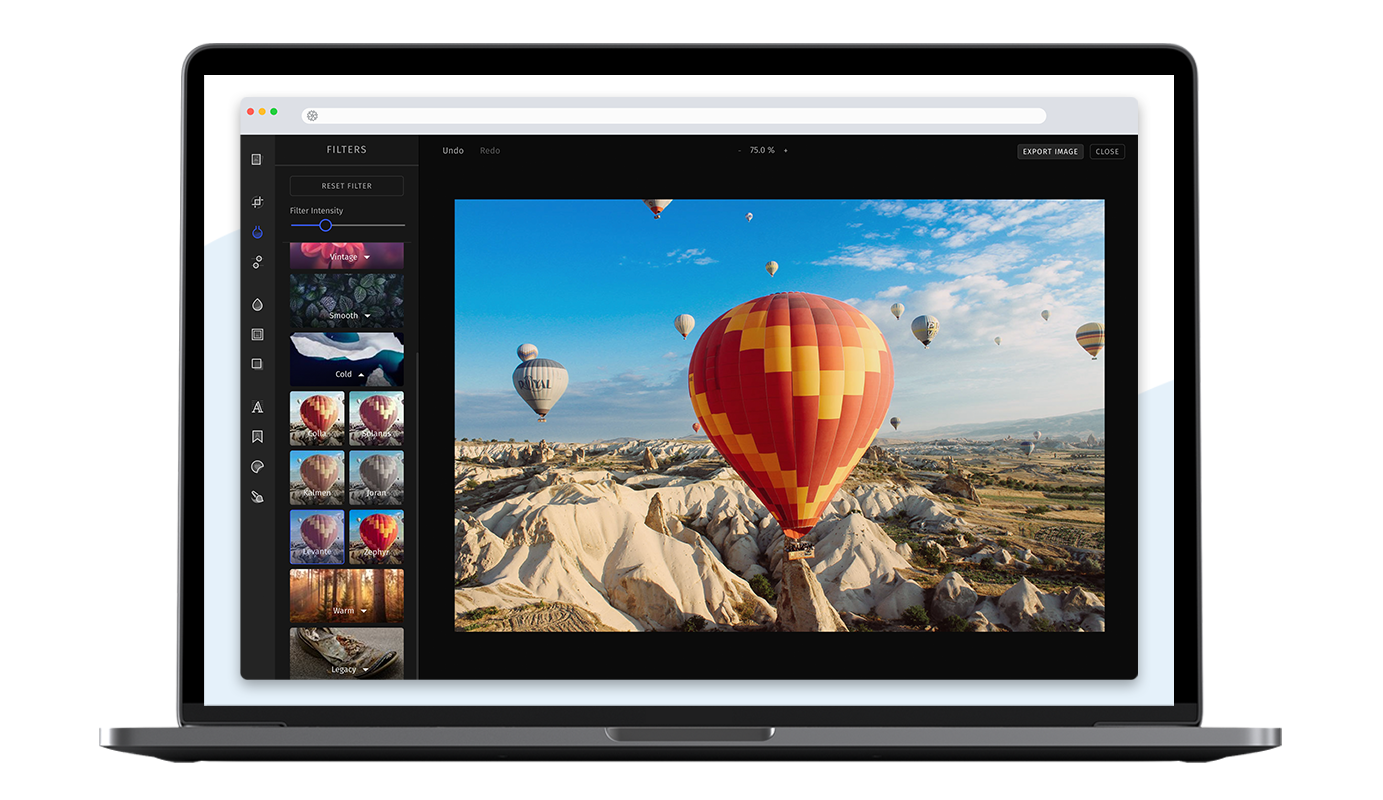 FILTERS
Undo Redo
- 75.0 % +
EXPORT IMAGE
CLOSE
RESET FILTER
Filter Intensity
Vintage
Smooth
Cold
Colla Solanus
Kalmen Joran
Levante Zephyr
Warm
Legacy